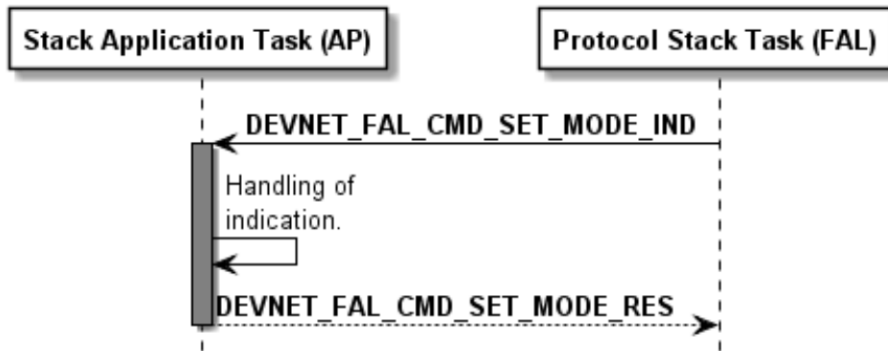 Stack Application Task (AP)
Protocol Stack Task (FAL)
DEVNET_FAL_CMD_SET_MODE_IND
Handling of
indication.
DEVNET_FAL_CMD_SET_MODE_RES